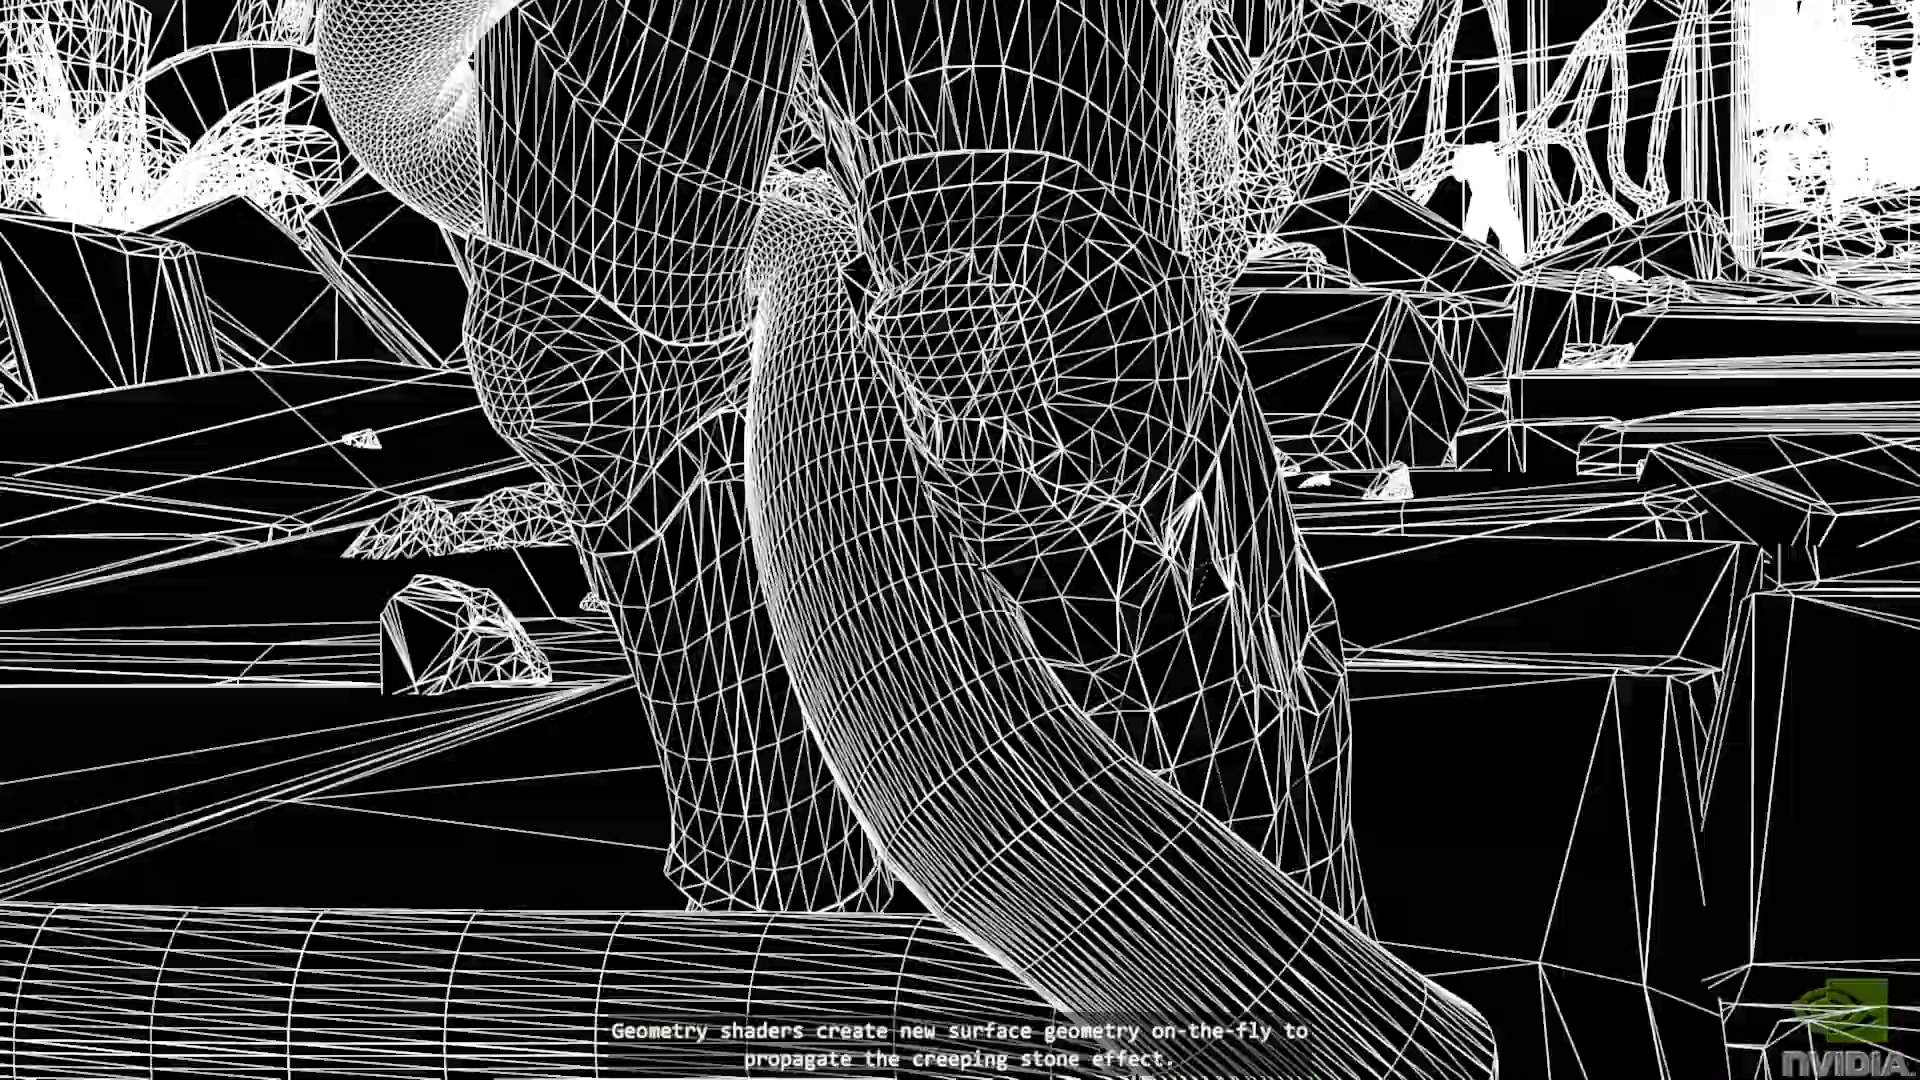 Geometry shaders create new surface geometry on-the-fly to
propagate the creeping stone effect.
NVIDIA.